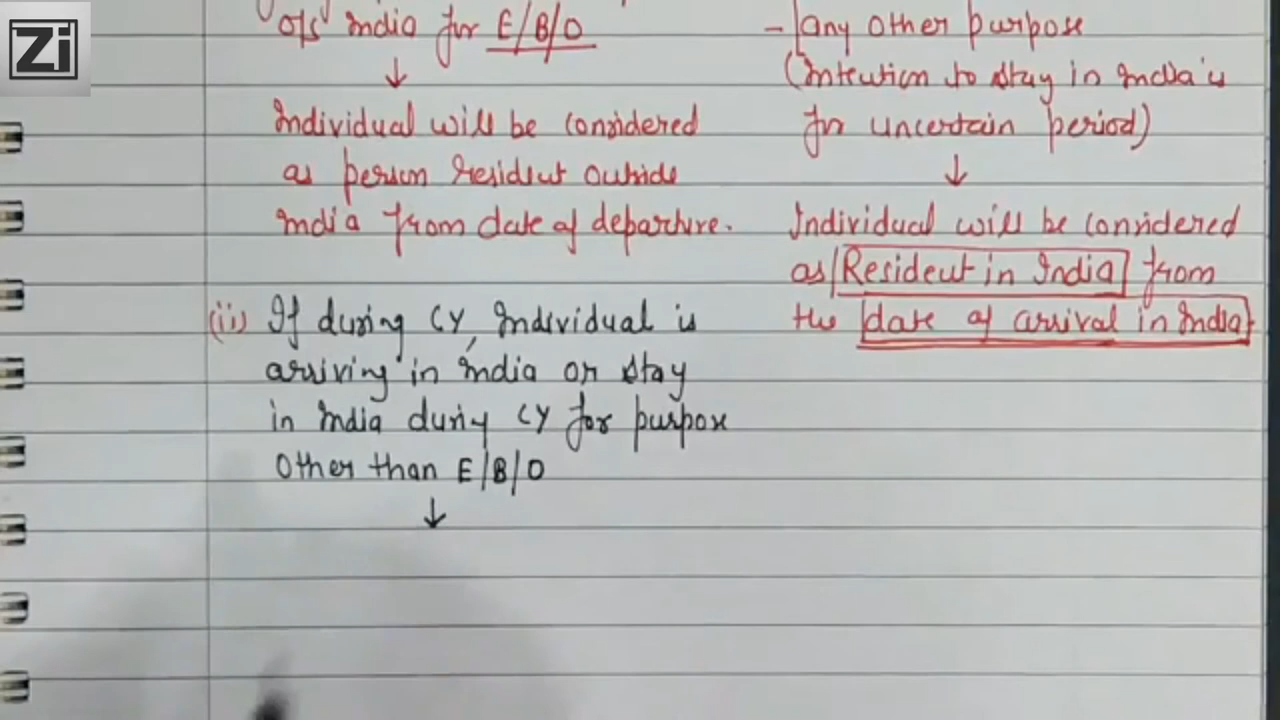 Zi
o/s India for E/B/O
↓
Individual will be considered
as person resident outside
India from date of departure.
(ii) If during CY, Individual is
arriving in India or stay
in India during CY for purpose
Other than E/B/O
↓
- any other purpose
(Intention to stay in India is
for uncertain period)
↓
Individual will be considered
as Resident in India from
the date of arrival in India